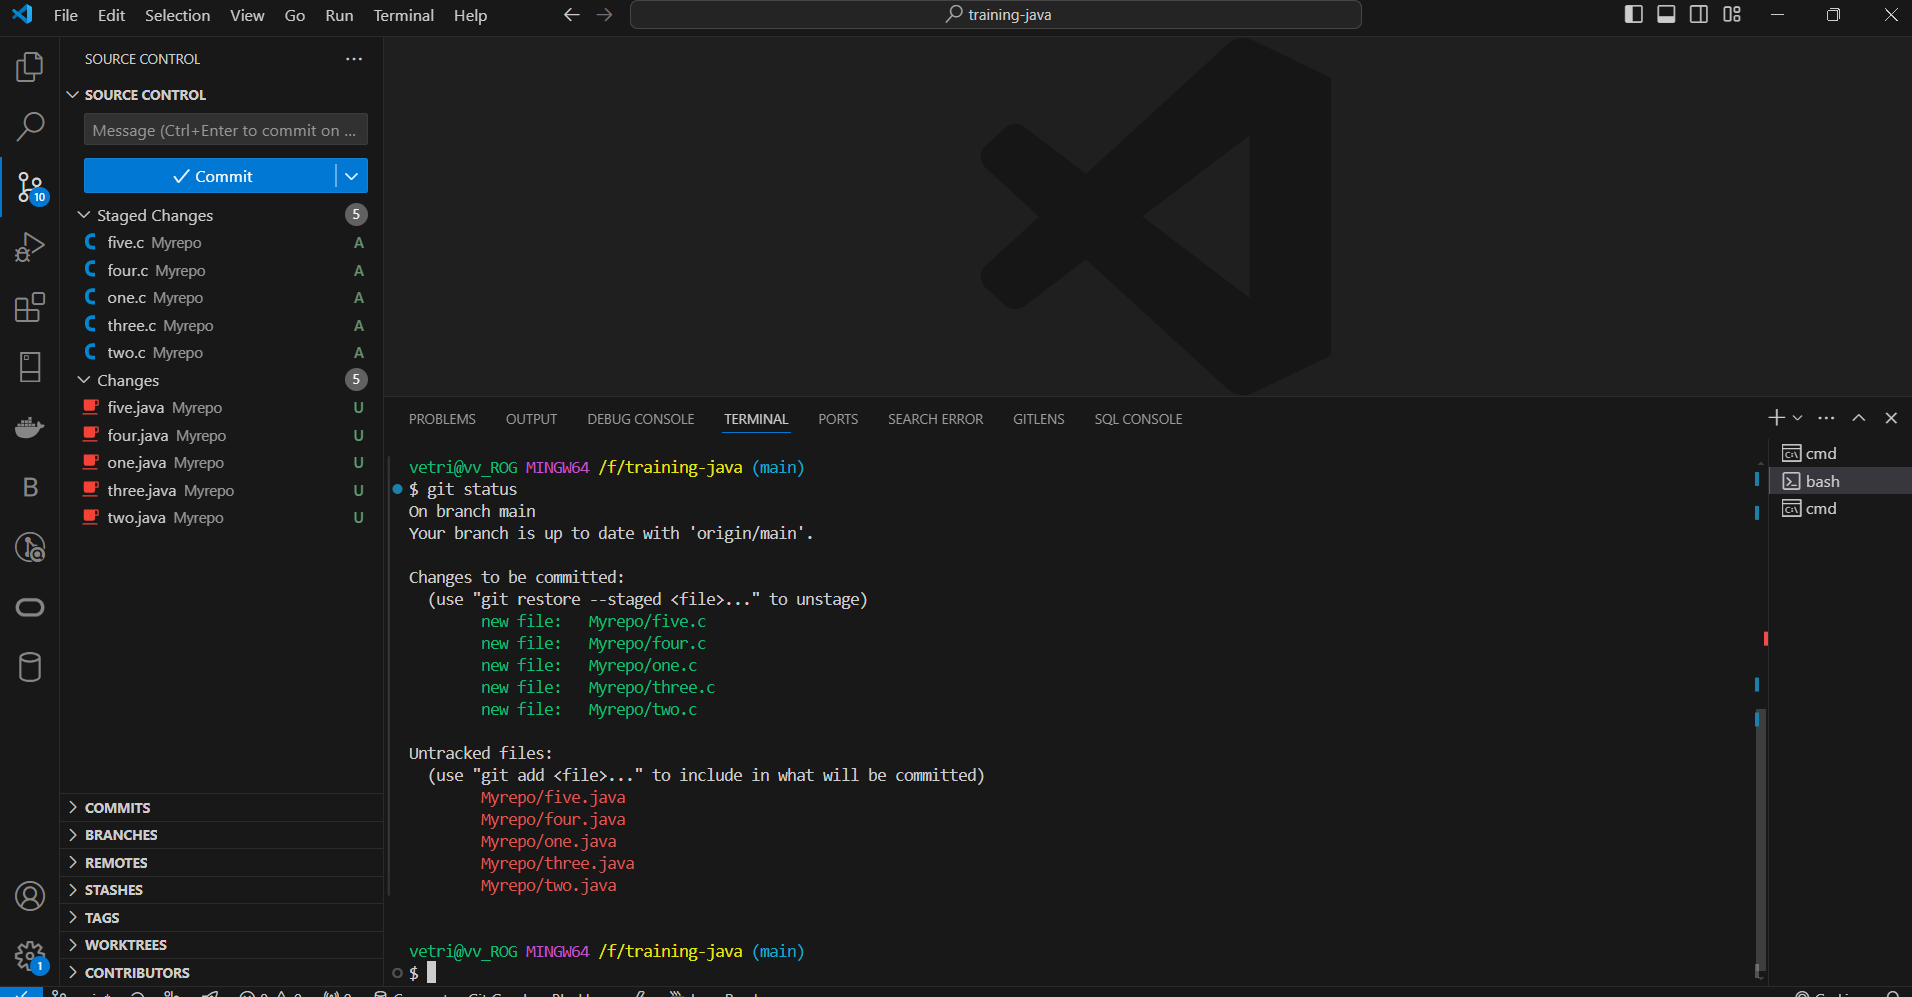 File Edit Selection View Go Run Terminal Help
training-java
SOURCE CONTROL
SOURCE CONTROL
Message (Ctrl+Enter to commit on ...
Commit
Staged Changes 5
five.c Myrepo A
four.c Myrepo A
one.c Myrepo A
three.c Myrepo A
two.c Myrepo A
Changes 5
five.java Myrepo U
four.java Myrepo U
one.java Myrepo U
three.java Myrepo U
two.java Myrepo U
COMMITS
BRANCHES
REMOTES
STASHES
TAGS
WORKTREES
CONTRIBUTORS
10
B
1
PROBLEMS OUTPUT DEBUG CONSOLE TERMINAL PORTS SEARCH ERROR GITLENS SQL CONSOLE
vetri@vv_ROG MINGW64 /f/training-java (main)
$ git status
On branch main
Your branch is up to date with 'origin/main'.
Changes to be committed:
(use "git restore --staged <file>..." to unstage)
new file: Myrepo/five.c
new file: Myrepo/four.c
new file: Myrepo/one.c
new file: Myrepo/three.c
new file: Myrepo/two.c
Untracked files:
(use "git add <file>..." to include in what will be committed)
Myrepo/five.java
Myrepo/four.java
Myrepo/one.java
Myrepo/three.java
Myrepo/two.java
vetri@vv_ROG MINGW64 /f/training-java (main)
$
cmd
bash
cmd